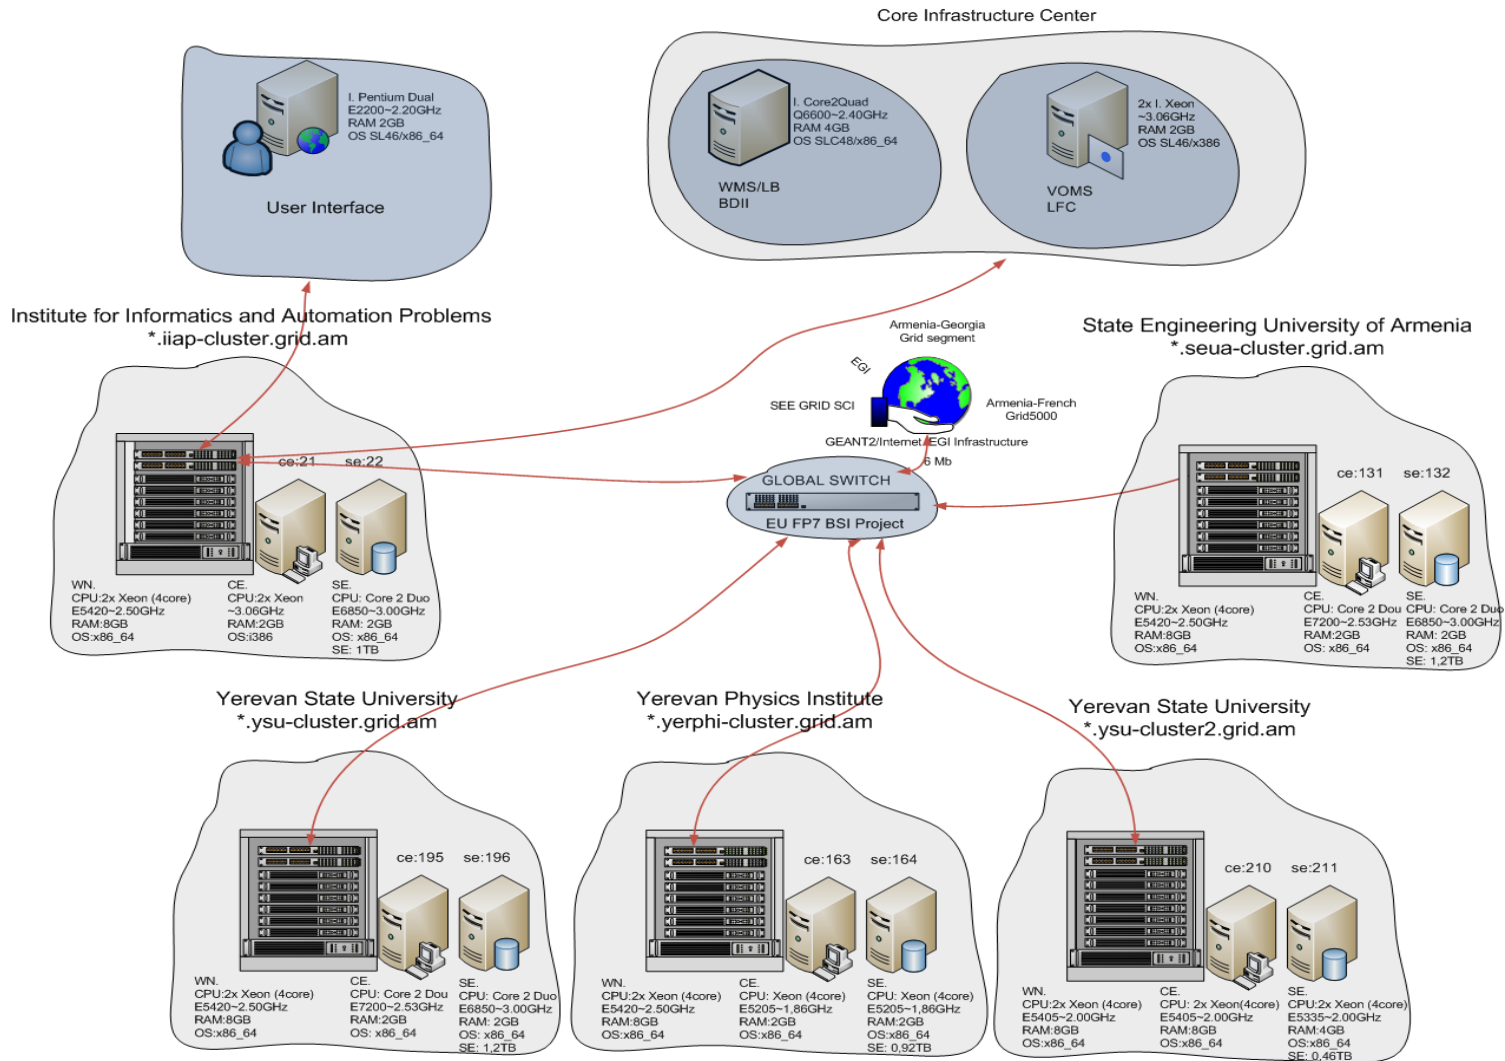 Core Infrastructure Center
I. Pentium Dual
E2200~2.20GHz
RAM 2GB
OS SL46/x86_64
User Interface
I. Core2Quad
Q6600~2.40GHz
RAM 4GB
OS SLC48/x86_64
WMS/LB
BDII
2x I. Xeon
~3.06GHz
RAM 2GB
OS SL46/x386
VOMS
LFC
Institute for Informatics and Automation Problems
*.iiap-cluster.grid.am
ce:21
se:22
WN.
CPU:2x Xeon (4core)
E5420~2.50GHz
RAM:8GB
OS:x86_64
CE.
CPU:2x Xeon
~3.06GHz
RAM:2GB
OS:i386
SE.
CPU: Core 2 Duo
E6850~3.00GHz
RAM: 2GB
OS: x86_64
SE: 1TB
Armenia-Georgia
Grid segment
EGI
SEE GRID SCI
Armenia-French
Grid5000
GEANT2/Internet/EGI Infrastructure
6 Mb
GLOBAL SWITCH
EU FP7 BSI Project
State Engineering University of Armenia
*.seua-cluster.grid.am
ce:131
se:132
WN.
CPU:2x Xeon (4core)
E5420~2.50GHz
RAM:8GB
OS:x86_64
CE.
CPU: Core 2 Dou
E7200~2.53GHz
RAM:2GB
OS: x86_64
SE.
CPU: Core 2 Duo
E6850~3.00GHz
RAM: 2GB
OS: x86_64
SE: 1,2TB
Yerevan State University
*.ysu-cluster.grid.am
ce:195
se:196
WN.
CPU:2x Xeon (4core)
E5420~2.50GHz
RAM:8GB
OS:x86_64
CE.
CPU: Core 2 Dou
E7200~2.53GHz
RAM:2GB
OS: x86_64
SE.
CPU: Core 2 Duo
E6850~3.00GHz
RAM: 2GB
OS: x86_64
SE: 1,2TB
Yerevan Physics Institute
*.yerphi-cluster.grid.am
ce:163
se:164
WN.
CPU:2x Xeon (4core)
E5420~2.50GHz
RAM:8GB
OS:x86_64
CE.
CPU: Xeon (4core)
E5205~1,86GHz
RAM:2GB
OS:x86_64
SE.
CPU: Xeon (4core)
E5205~1,86GHz
RAM:2GB
OS:x86_64
SE: 0,92TB
Yerevan State University
*.ysu-cluster2.grid.am
ce:210
se:211
WN.
CPU:2x Xeon (4core)
E5405~2.00GHz
RAM:8GB
OS:x86_64
CE.
CPU: 2x Xeon(4core)
E5405~2.00GHz
RAM:8GB
OS:x86_64
SE.
CPU:2x Xeon (4core)
E5335~2.00GHz
RAM:4GB
OS:x86_64
SE: 0,46TB